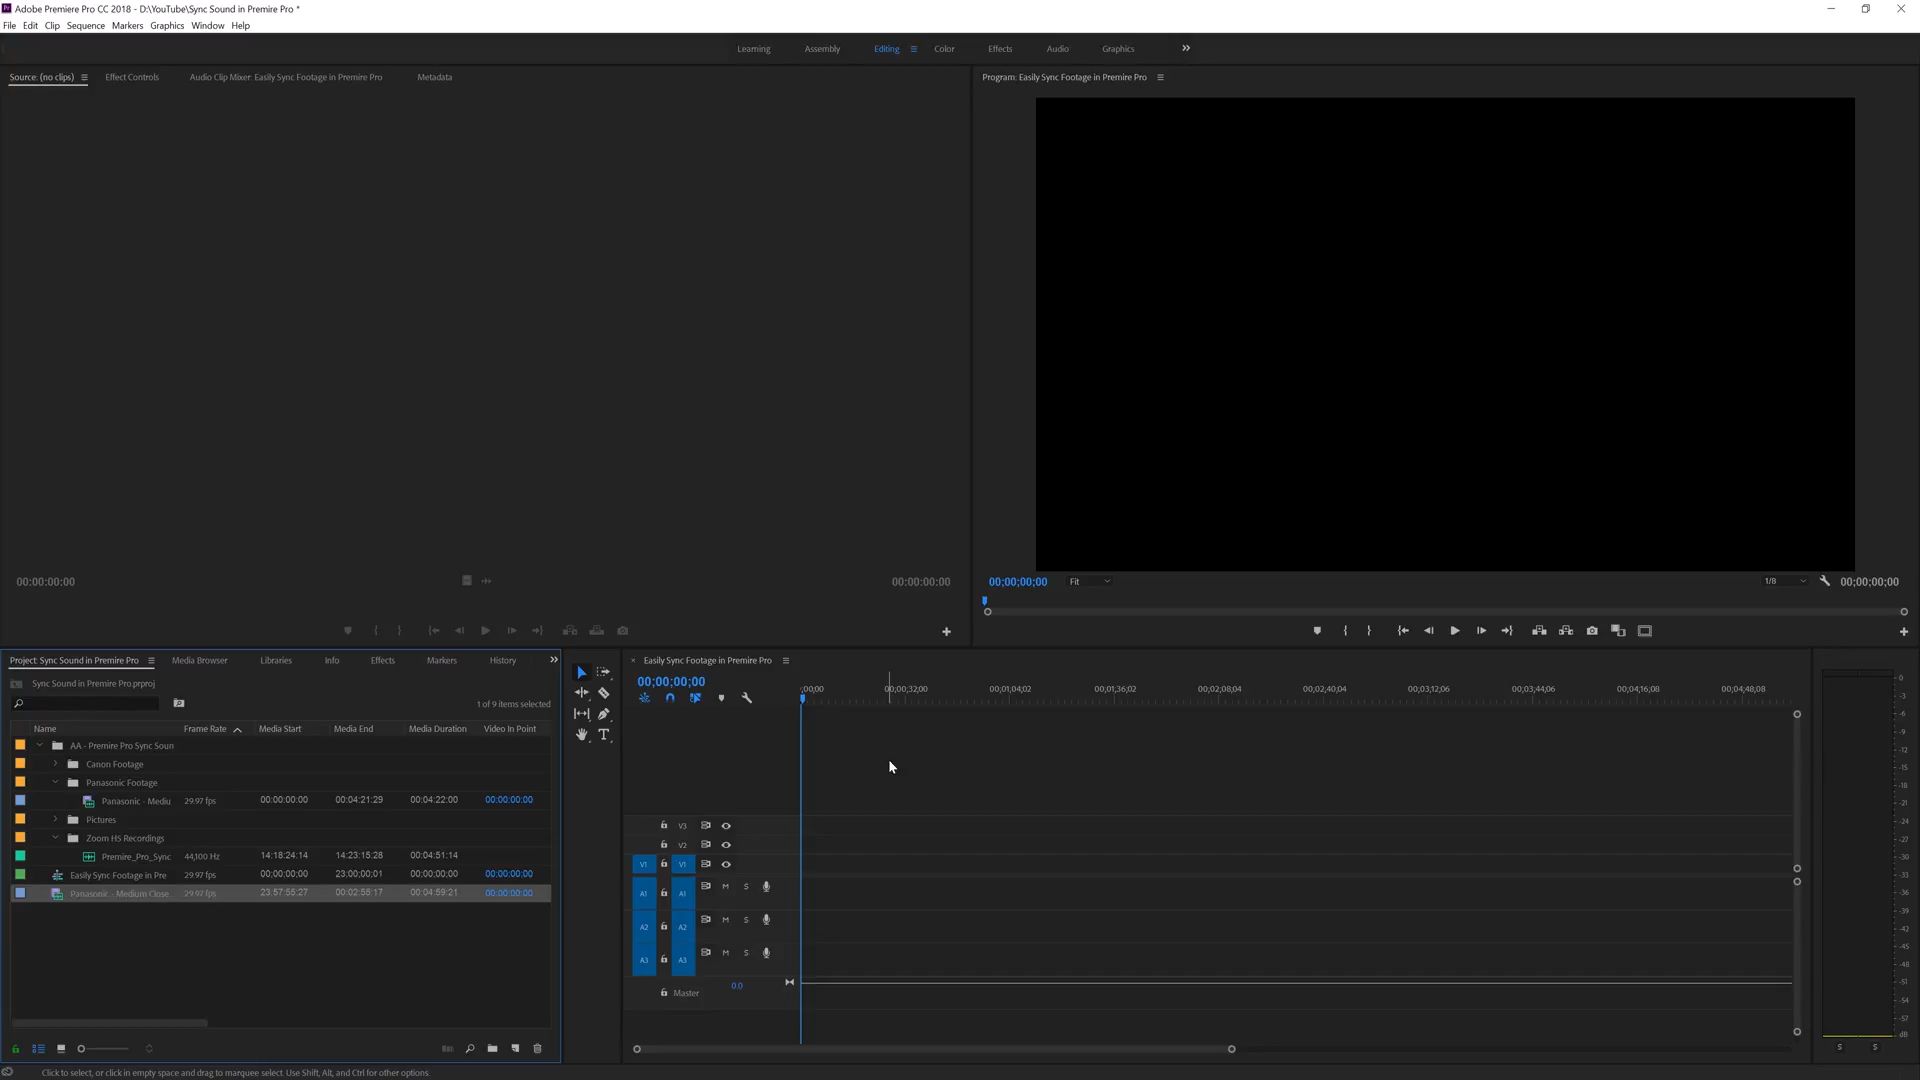 Adobe Premiere Pro CC 2018 - D:\YouTube\Sync Sound in Premire Pro *
File Edit Clip Sequence Markers Graphics Window Help
Learning Assembly Editing Color Effects Audio Graphics
Source: (no clips) Effect Controls Audio Clip Mixer: Easily Sync Footage in Premire Pro Metadata
Program: Easily Sync Footage in Premire Pro
00:00:00:00 00:00:00:00
00;00;00;00 Fit 1/8 00;00;00;00
Project: Sync Sound in Premire Pro Media Browser Libraries Info Effects Markers History
Sync Sound in Premire Pro.prproj
1 of 9 items selected
Name Frame Rate Media Start Media End Media Duration Video In Point
AA - Premire Pro Sync Soun
Canon Footage
Panasonic Footage
Panasonic - Mediu 29.97 fps 00:00:00:00 00:04:21:29 00:04:22:00 00:00:00:00
Pictures
Zoom H5 Recordings
Premire_Pro_Sync 44,100 Hz 14:18:24:14 14:23:15:28 00:04:51:14
Easily Sync Footage in Pre 29.97 fps 00;00;00;00 23;00;00;01 00;00;00;00 00;00;00;00
Panasonic - Medium Close 29.97 fps 23:57:55:27 00:02:55:17 00:04:59:21 00:00:00:00
× Easily Sync Footage in Premire Pro
00;00;00;00
;00;00 00;00;32;00 00;01;04;02 00;01;36;02 00;02;08;04 00;02;40;04 00;03;12;06 00;03;44;06 00;04;16;08 00;04;48;08
V3
V2
V1 V1
A1 A1 M S
A2 A2 M S
A3 A3 M S
Master 0.0
0
-3
-6
-9
-12
-15
-18
-21
-24
-27
-30
-33
-36
-39
-42
-45
-48
-51
-54
-57
dB
S S
Click to select, or click in empty space and drag to marquee select. Use Shift, Alt, and Ctrl for other options.